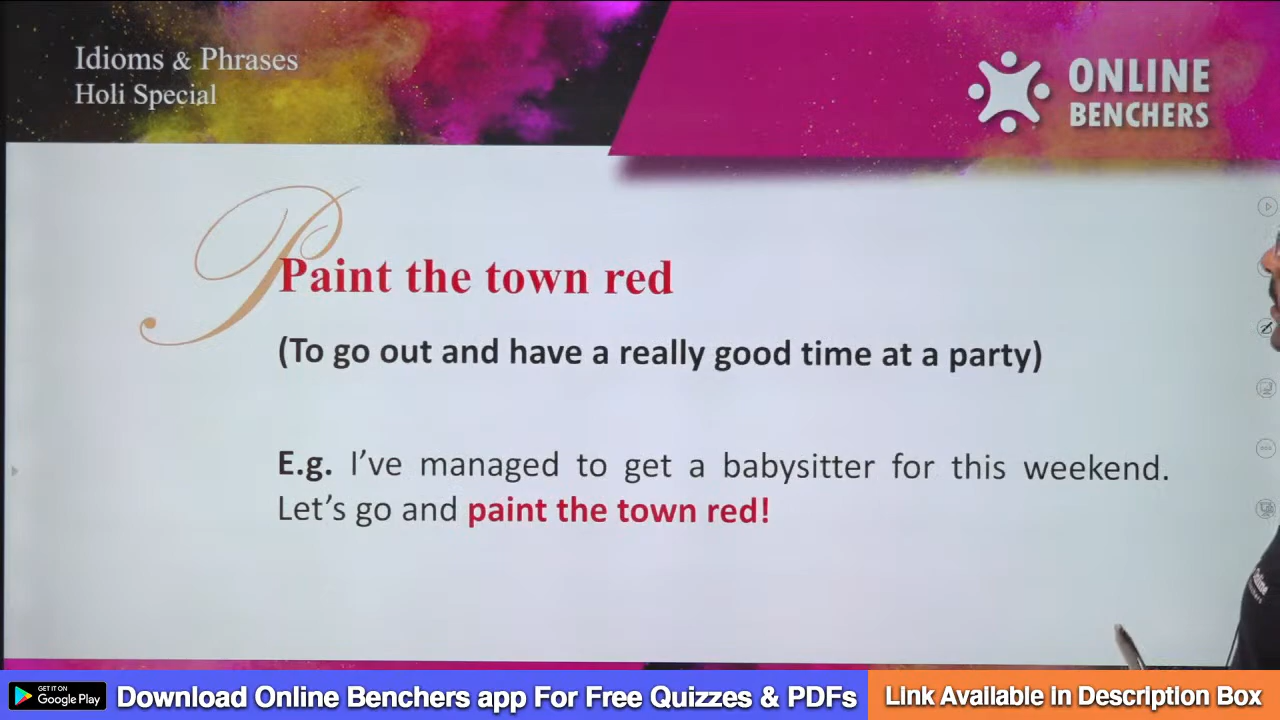 Idioms & Phrases
Holi Special
ONLINE
BENCHERS
Paint the town red
(To go out and have a really good time at a party)
E.g. I've managed to get a babysitter for this weekend.
Let's go and paint the town red!
GET IT ON
Google Play
Download Online Benchers app For Free Quizzes & PDFs
Link Available In Description Box